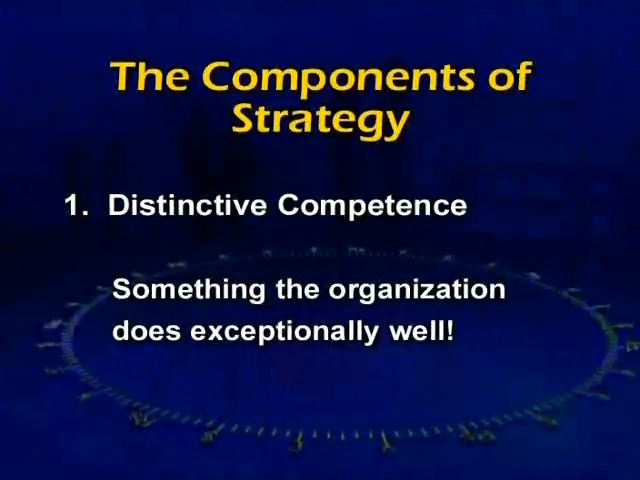 The Components of
Strategy
1. Distinctive Competence
Something the organization
does exceptionally well!